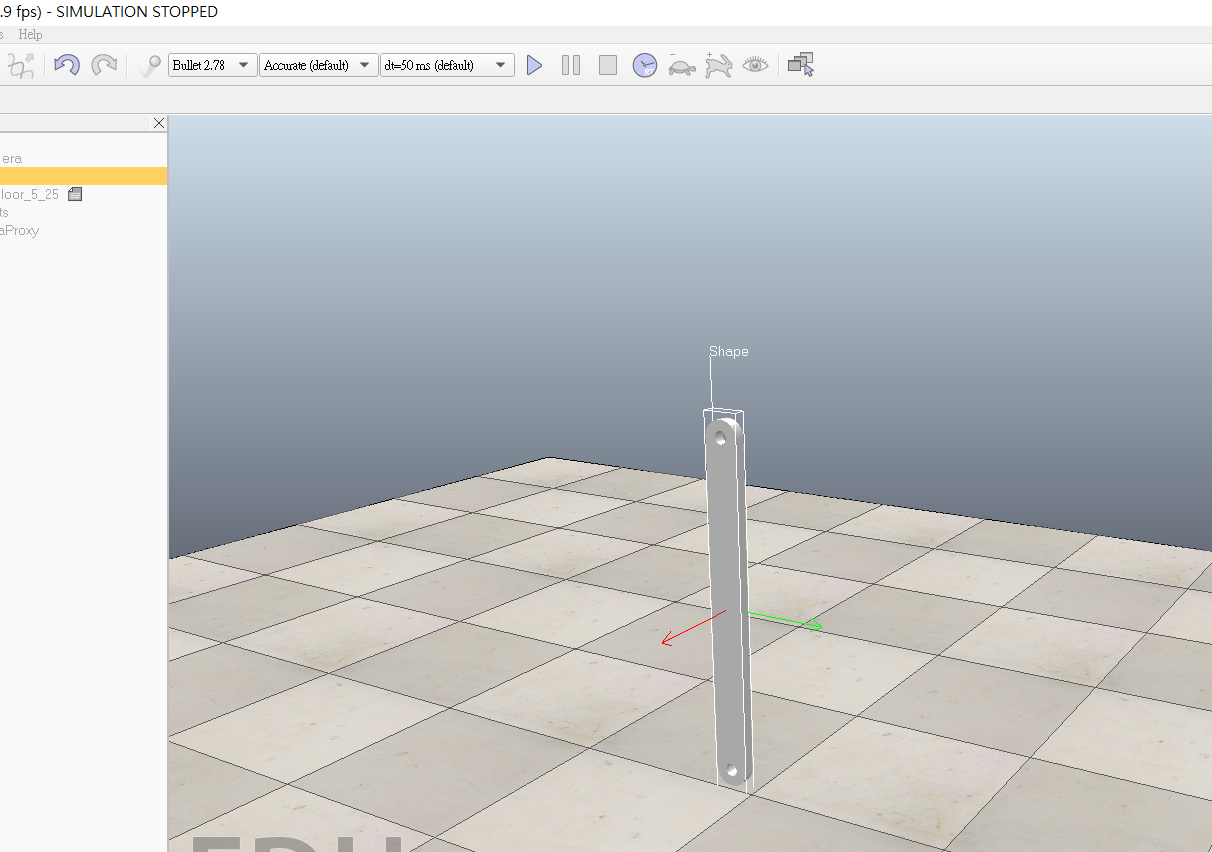 .9 fps) - SIMULATION STOPPED
s Help
Bullet 2.78 Accurate (default) dt=50 ms (default)
era
loor_5_25
ts
aProxy
Shape
EDU